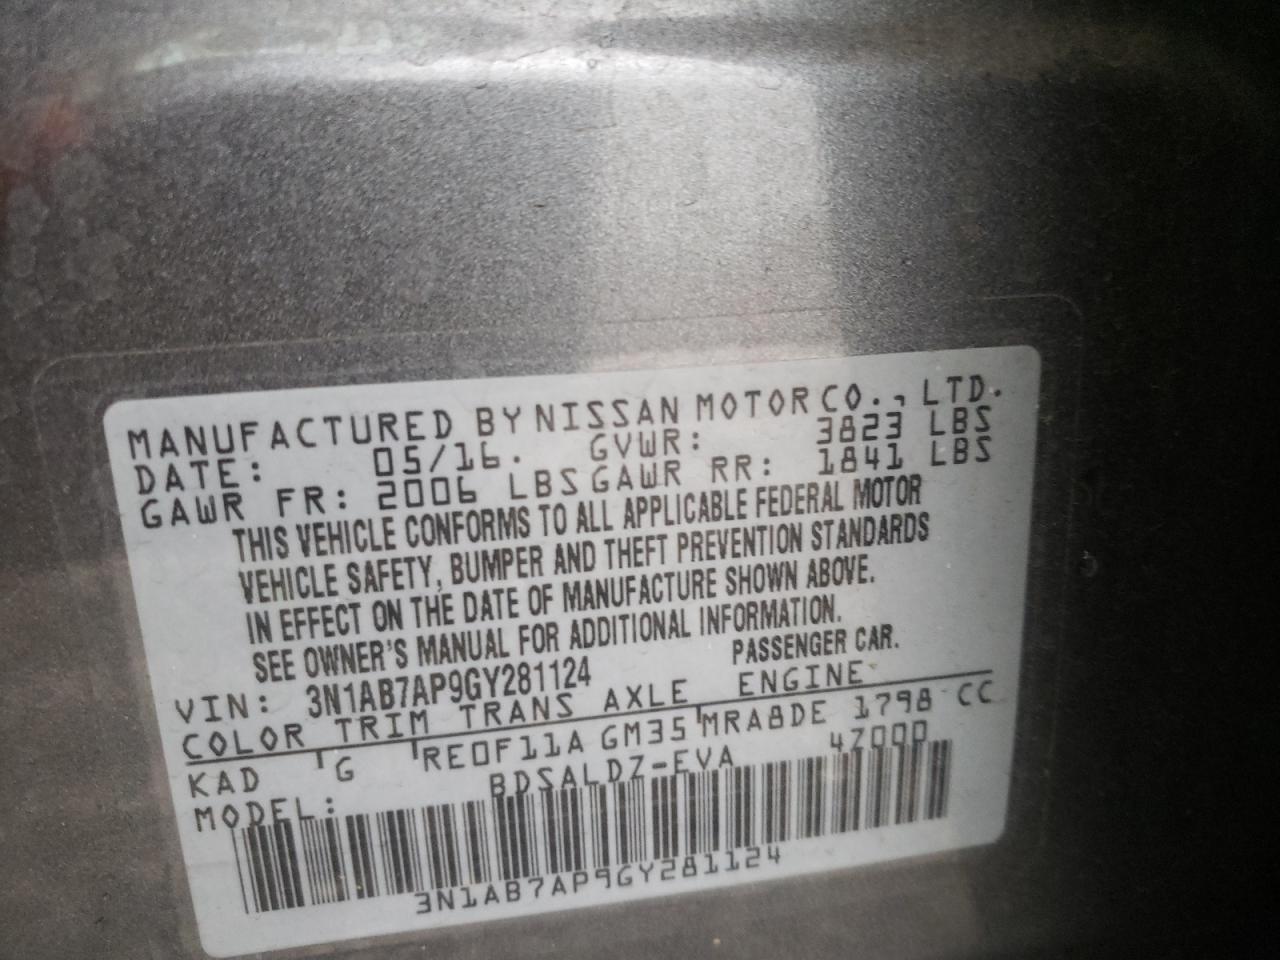 MANUFACTURED BY NISSAN MOTOR CO., LTD.
DATE: 05/16. GVWR: 3823 LBS
GAWR FR: 2006 LBS GAWR RR: 1841 LBS
THIS VEHICLE CONFORMS TO ALL APPLICABLE FEDERAL MOTOR
VEHICLE SAFETY, BUMPER AND THEFT PREVENTION STANDARDS
IN EFFECT ON THE DATE OF MANUFACTURE SHOWN ABOVE.
SEE OWNER'S MANUAL FOR ADDITIONAL INFORMATION.
VIN: 3N1AB7AP9GY281124 PASSENGER CAR.
COLOR TRIM TRANS AXLE ENGINE
KAD G RE0F11A GM35 MRA8DE 1798 CC
MODEL: BDSALDZ-EVA 4Z000
3N1AB7AP9GY281124